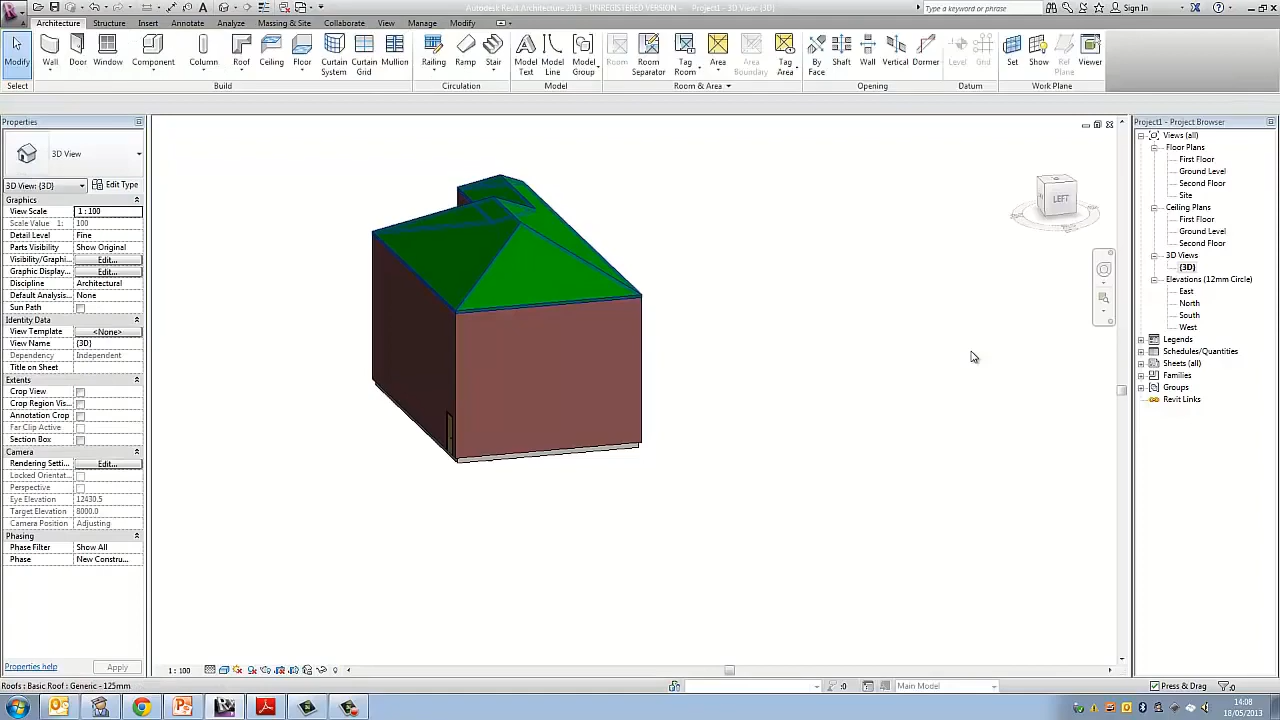 Autodesk Revit Architecture 2013 - UNREGISTERED VERSION - Project1 - 3D View: {3D}
Type a keyword or phrase
Sign In
Architecture Structure Insert Annotate Analyze Massing & Site Collaborate View Manage Modify
Modify Wall Door Window Component Column Roof Ceiling Floor Curtain System Curtain Grid Mullion Railing Ramp Stair Model Text Model Line Model Group Room Room Separator Tag Room Area Area Boundary Tag Area By Face Shaft Wall Vertical Dormer Level Grid Set Show Ref Plane Viewer
Select Build Circulation Model Room & Area Opening Datum Work Plane
Properties
3D View
3D View: {3D} Edit Type
Graphics
View Scale 1 : 100
Scale Value 1: 100
Detail Level Fine
Parts Visibility Show Original
Visibility/Graphi... Edit...
Graphic Display... Edit...
Discipline Architectural
Default Analysis... None
Sun Path
Identity Data
View Template <None>
View Name {3D}
Dependency Independent
Title on Sheet
Extents
Crop View
Crop Region Vis...
Annotation Crop
Far Clip Active
Section Box
Camera
Rendering Setti... Edit...
Locked Orientat...
Perspective
Eye Elevation 12430.5
Target Elevation 8000.0
Camera Position Adjusting
Phasing
Phase Filter Show All
Phase New Constru...
Properties help Apply
LEFT
Project1 - Project Browser
Views (all)
Floor Plans
First Floor
Ground Level
Second Floor
Site
Ceiling Plans
First Floor
Ground Level
Second Floor
3D Views
{3D}
Elevations (12mm Circle)
East
North
South
West
Legends
Schedules/Quantities
Sheets (all)
Families
Groups
Revit Links
1 : 100
Roofs : Basic Roof : Generic - 125mm
:0
Main Model
Press & Drag
:0
14:08
18/05/2013